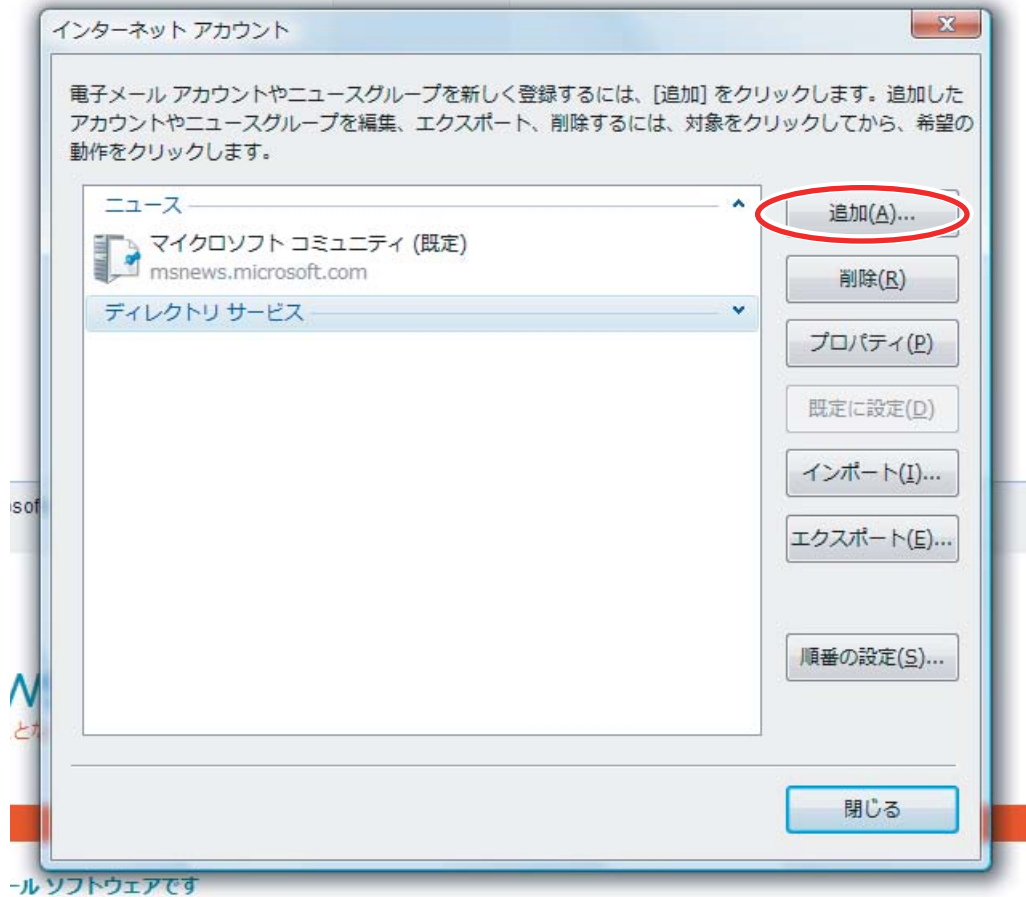 インターネット アカウント
電子メール アカウントやニュースグループを新しく登録するには、[追加] をクリックします。追加した
アカウントやニュースグループを編集、エクスポート、削除するには、対象をクリックしてから、希望の
動作をクリックします。
ニュース
マイクロソフト コミュニティ (既定)
msnews.microsoft.com
ディレクトリ サービス
追加(A)...
削除(R)
プロパティ(P)
既定に設定(D)
インポート(I)...
エクスポート(E)...
順番の設定(S)...
閉じる
ール ソフトウェアです